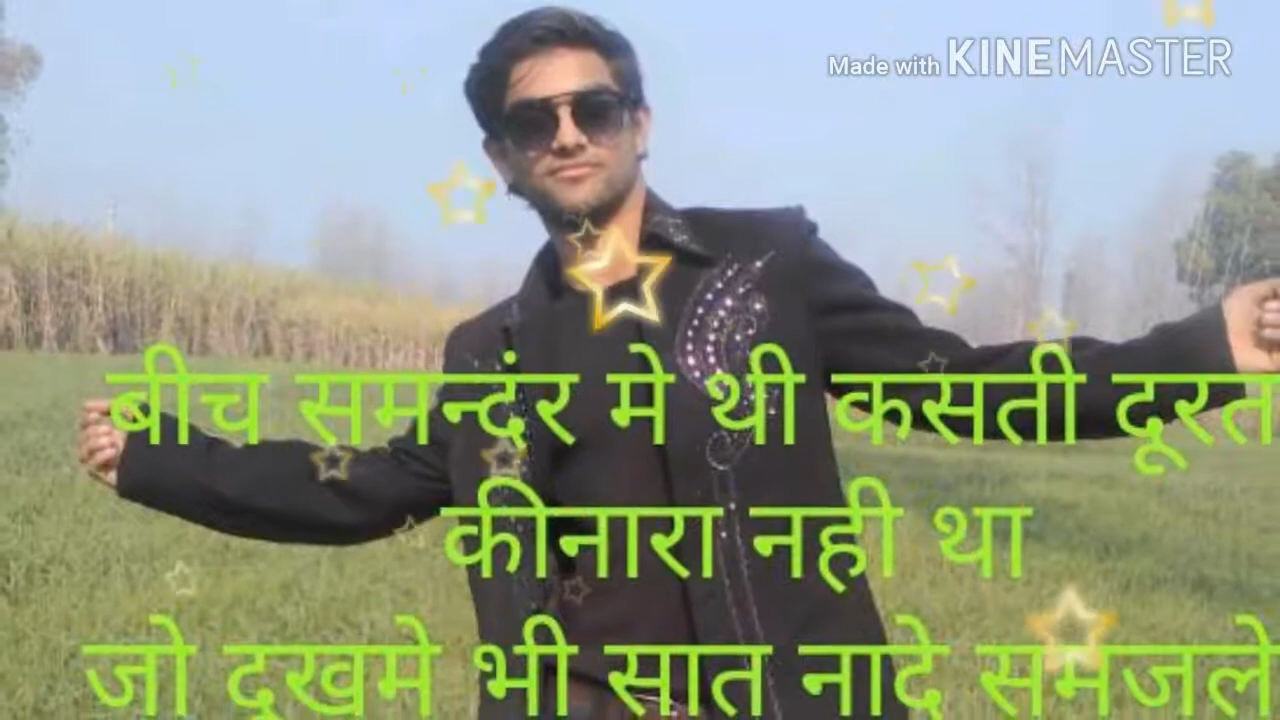 Made with KINEMASTER
बीच समन्दंर मे थी कसती दूरत
कीनारा नही था
जो दुखमे भी सात नादे समजले